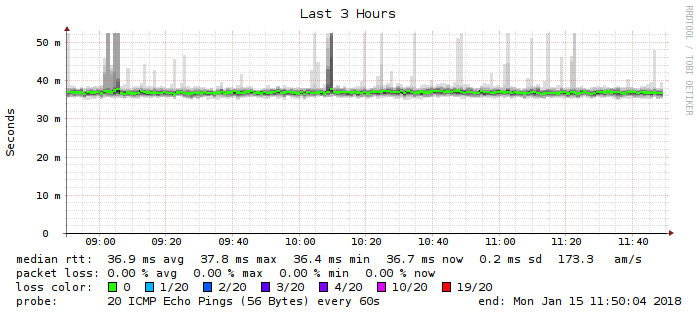 Last 3 Hours
RRDTOOL / TOBI OETIKER
Seconds
50 m
40 m
30 m
20 m
10 m
0
09:00 09:20 09:40 10:00 10:20 10:40 11:00 11:20 11:40
median rtt: 36.9 ms avg 37.8 ms max 36.4 ms min 36.7 ms now 0.2 ms sd 173.3 am/s
packet loss: 0.00 % avg 0.00 % max 0.00 % min 0.00 % now
loss color: 0 1/20 2/20 3/20 4/20 10/20 19/20
probe: 20 ICMP Echo Pings (56 Bytes) every 60s end: Mon Jan 15 11:50:04 2018